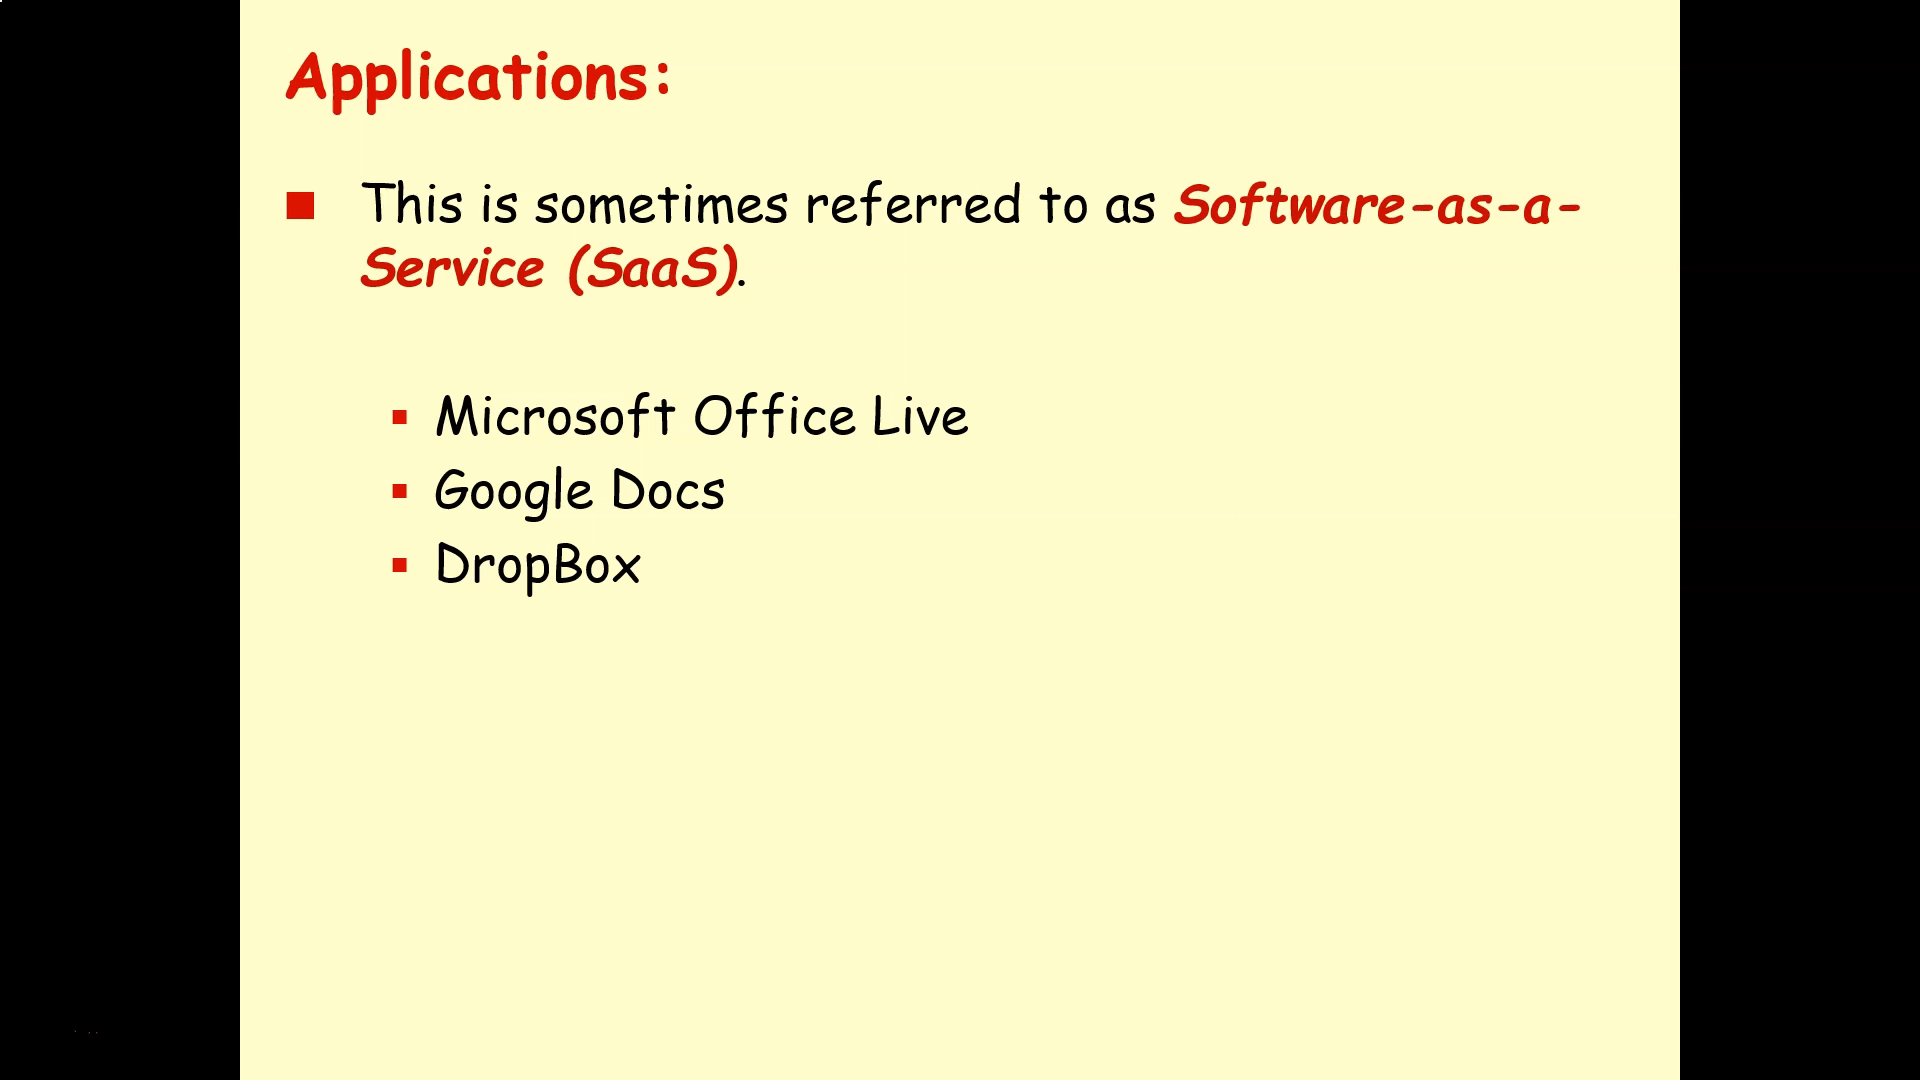 Applications:
This is sometimes referred to as Software-as-a-
Service (SaaS).
Microsoft Office Live
Google Docs
DropBox